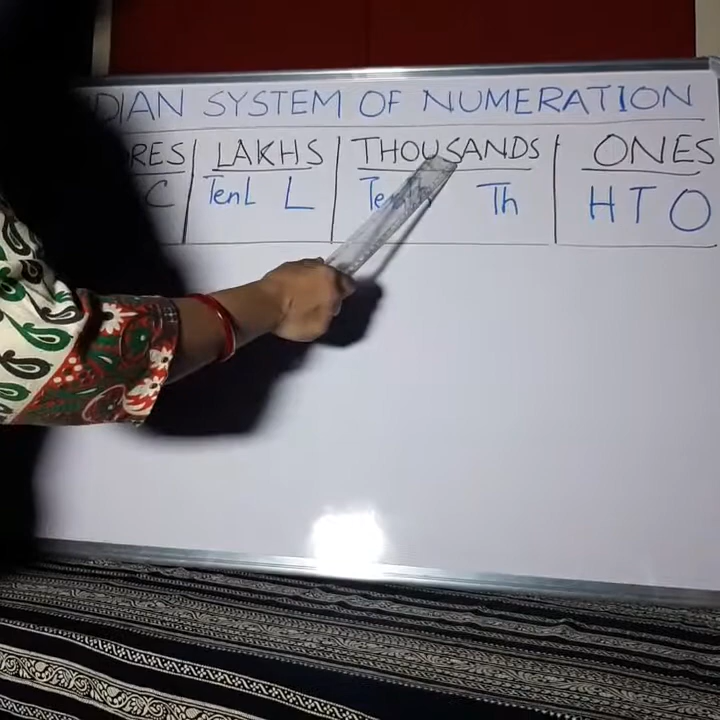 DIAN SYSTEM OF NUMERATION
RES LAKHS THOUSANDS ONES
C TenL L Th H T O